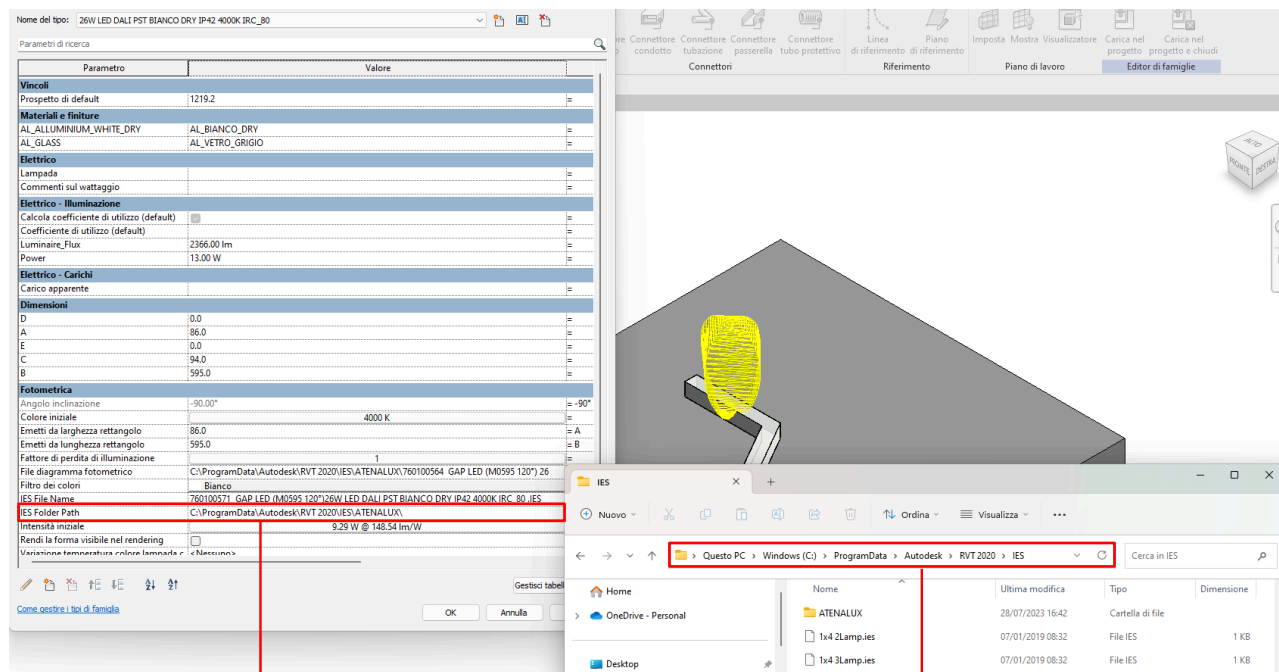 Nome del tipo: 26W LED DALI PST BIANCO DRY IP42 4000K IRC_80
Parametri di ricerca
Parametro Valore
Vincoli
Prospetto di default 1219.2 =
Materiali e finiture
AL_ALLUMINIUM_WHITE_DRY AL_BIANCO_DRY =
AL_GLASS AL_VETRO_GRIGIO =
Elettrico
Lampada =
Commenti sul wattaggio =
Elettrico - Illuminazione
Calcola coefficiente di utilizzo (default) =
Coefficiente di utilizzo (default) =
Luminaire_Flux 2366.00 lm =
Power 13.00 W =
Elettrico - Carichi
Carico apparente =
Dimensioni
D 0.0 =
A 86.0 =
E 0.0 =
C 94.0 =
B 595.0 =
Fotometrica
Angolo inclinazione -90.00° = -90°
Colore iniziale 4000 K =
Emetti da larghezza rettangolo 86.0 = A
Emetti da lunghezza rettangolo 595.0 = B
Fattore di perdita di illuminazione 1 =
File diagramma fotometrico C:\ProgramData\Autodesk\RVT 2020\IES\ATENALUX\760100564 GAP LED (M0595 120°) 26
Filtro dei colori Bianco
IES File Name 760100571 GAP LED (M0595 120°)26W LED DALI PST BIANCO DRY IP42 4000K IRC_80 .IES
IES Folder Path C:\ProgramData\Autodesk\RVT 2020\IES\ATENALUX\
Intensità iniziale 9.29 W @ 148.54 lm/W
Rendi la forma visibile nel rendering
Variazione temperatura colore lampada c <Nessuno>
Gestisci tabell
Come gestire i tipi di famiglia
OK Annulla
re Connettore Connettore Connettore Connettore Linea Piano Imposta Mostra Visualizzatore Carica nel Carica nel
condotto tubazione passerella tubo protettivo di riferimento di riferimento progetto progetto e chiudi
Connettori Riferimento Piano di lavoro Editor di famiglie
ALTO
FRONTE DESTRA
IES
Nuovo Ordina Visualizza
Questo PC > Windows (C:) > ProgramData > Autodesk > RVT 2020 > IES Cerca in IES
Home
OneDrive - Personal
Desktop
Nome Ultima modifica Tipo Dimensione
ATENALUX 28/07/2023 16:42 Cartella di file
1x4 2Lamp.ies 07/01/2019 08:32 File IES 1 KB
1x4 3Lamp.ies 07/01/2019 08:32 File IES 1 KB